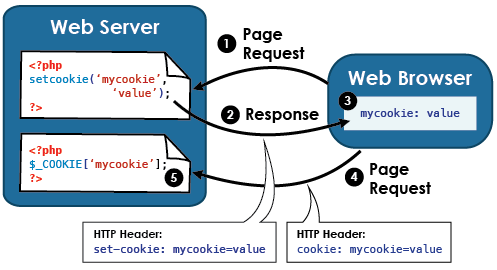 Web Server
<?php
setcookie(‘mycookie’,
‘value’);
?>
<?php
$_COOKIE[‘mycookie’];
?>
5
1 Page
Request
2 Response
Web Browser
3
mycookie: value
4 Page
Request
HTTP Header:
set-cookie: mycookie=value
HTTP Header:
cookie: mycookie=value